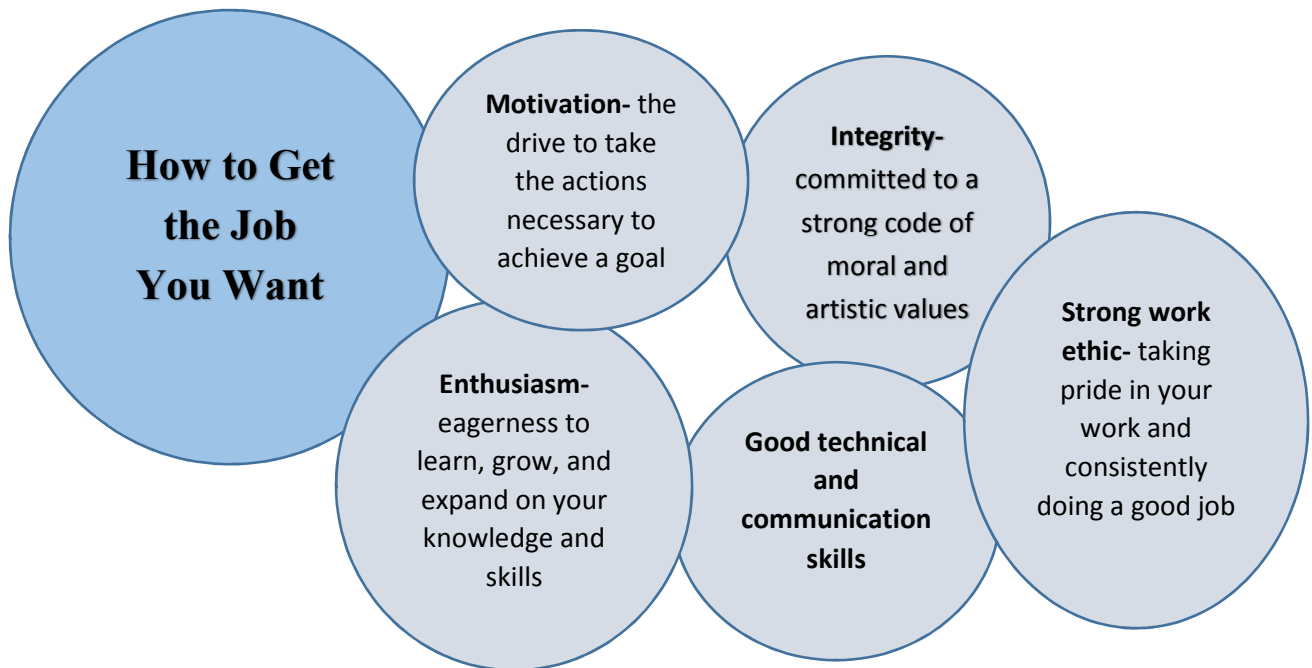 How to Get
the Job
You Want
Motivation- the
drive to take
the actions
necessary to
achieve a goal
Integrity-
committed to a
strong code of
moral and
artistic values
Strong work
ethic- taking
pride in your
work and
consistently
doing a good job
Enthusiasm-
eagerness to
learn, grow, and
expand on your
knowledge and
skills
Good technical
and
communication
skills